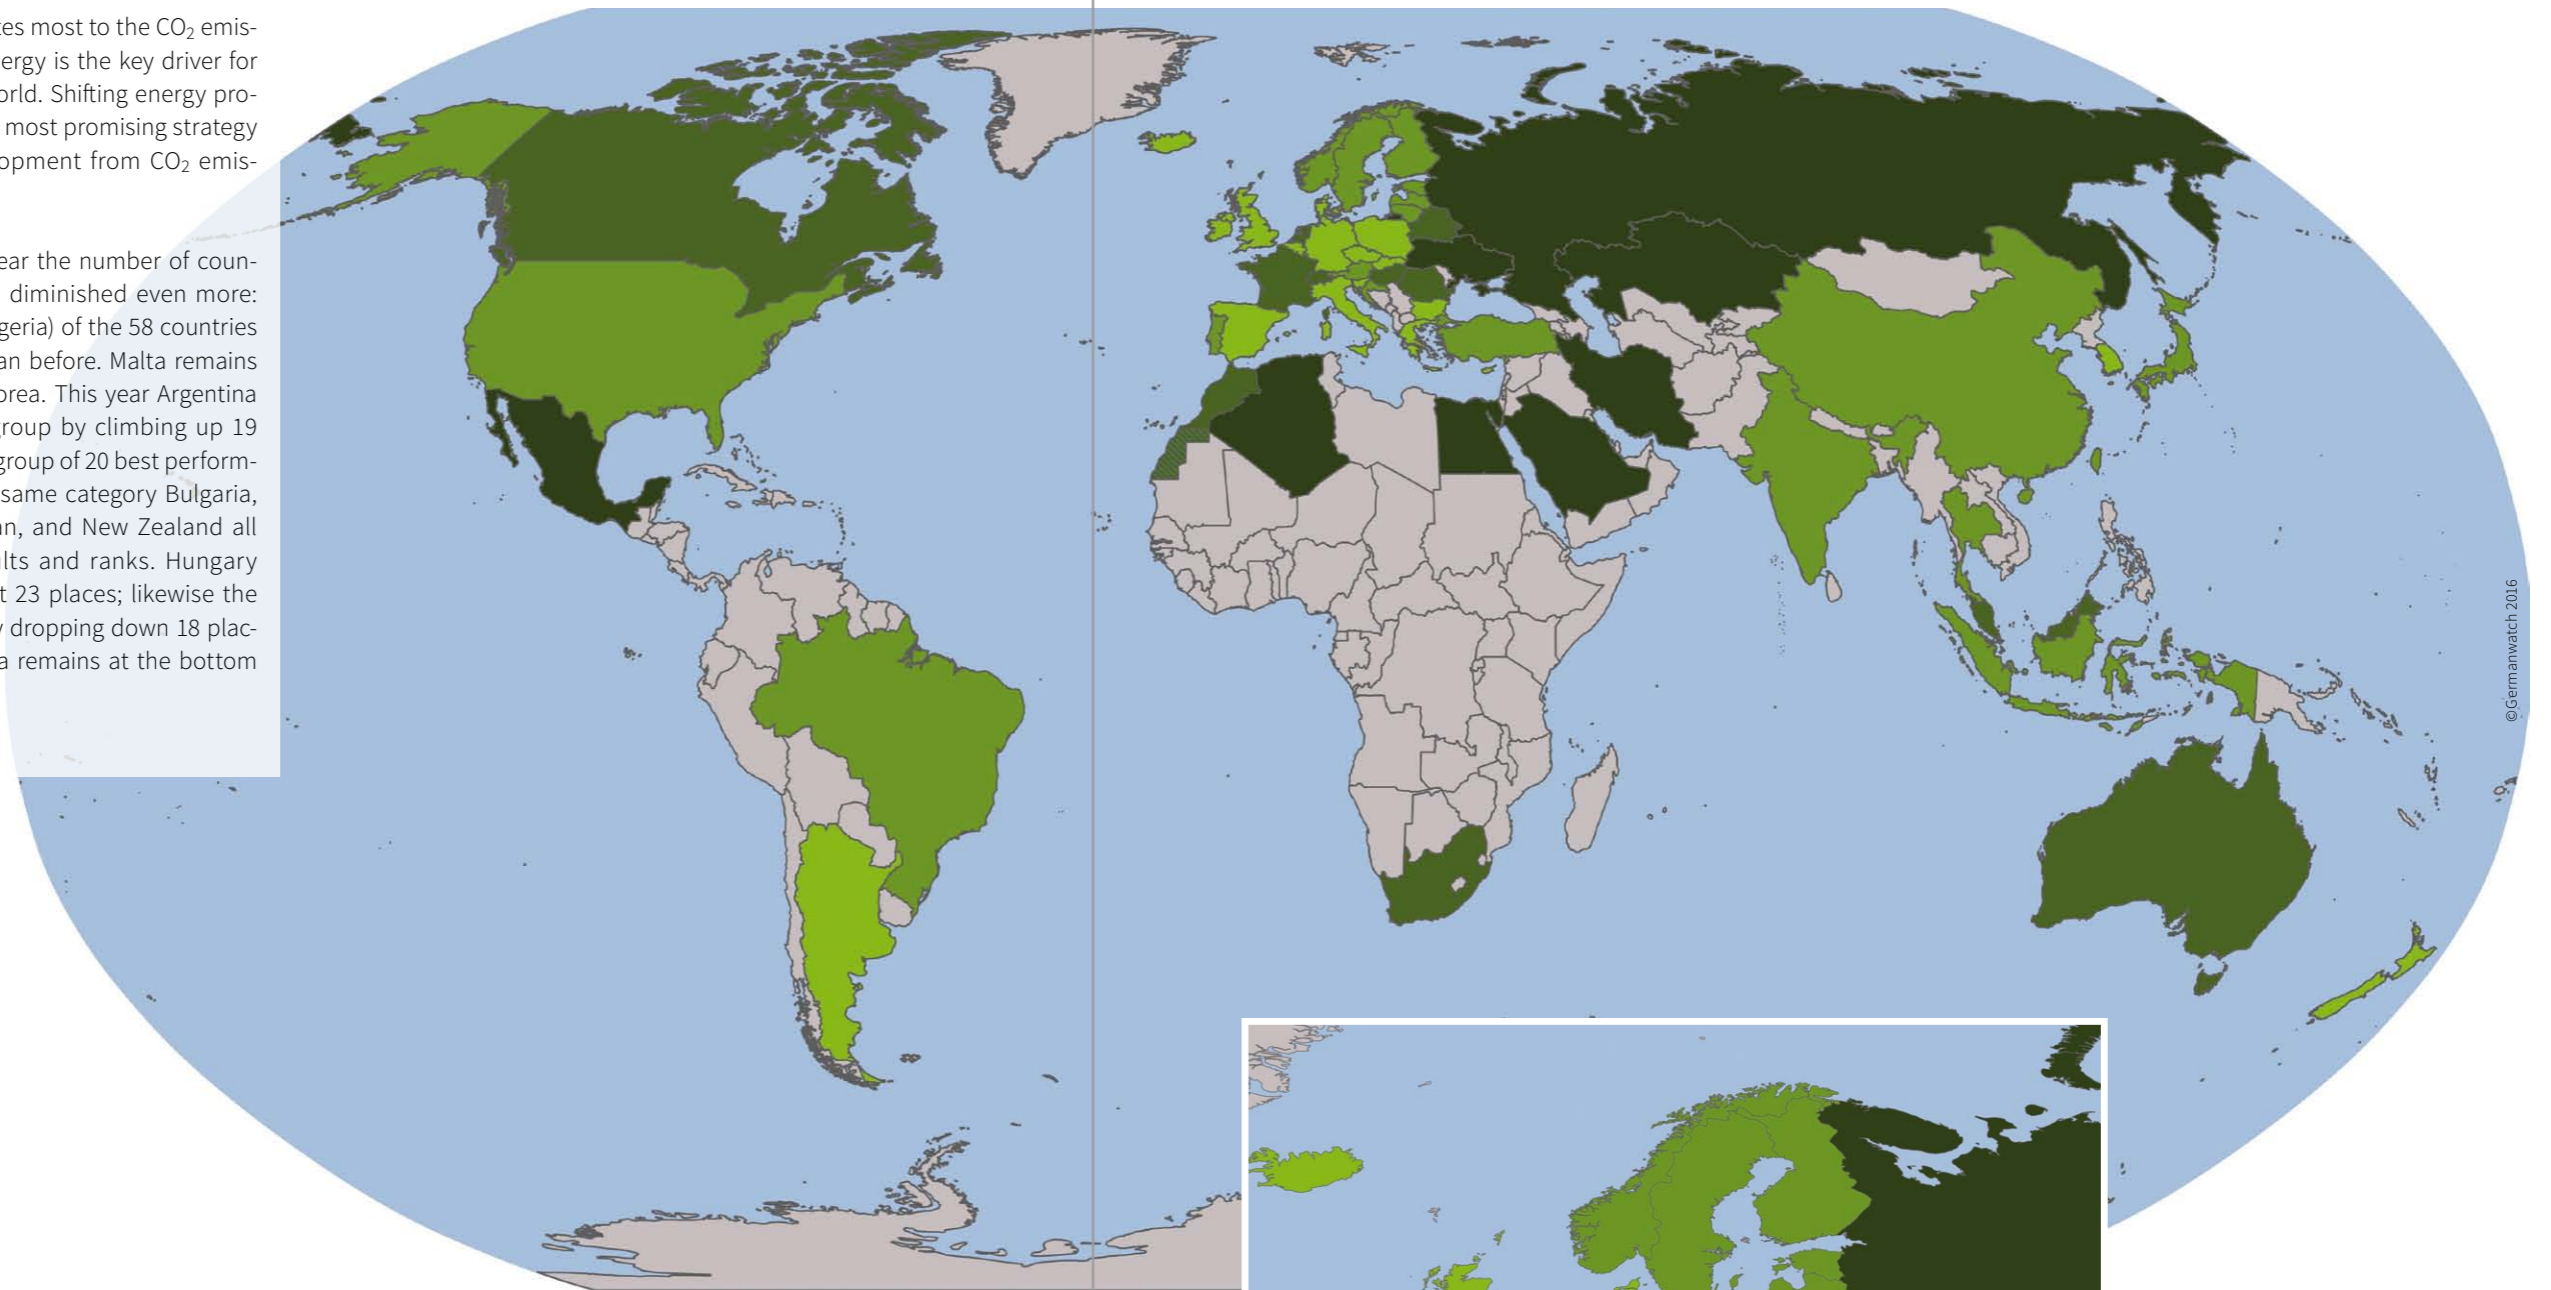 tes most to the CO2 emis-
ergy is the key driver for
orld. Shifting energy pro-
most promising strategy
opment from CO2 emis-
ear the number of coun-
diminished even more:
geria) of the 58 countries
an before. Malta remains
orea. This year Argentina
group by climbing up 19
group of 20 best perform-
same category Bulgaria,
an, and New Zealand all
ults and ranks. Hungary
t 23 places; likewise the
y dropping down 18 plac-
a remains at the bottom
©Germanwatch 2016